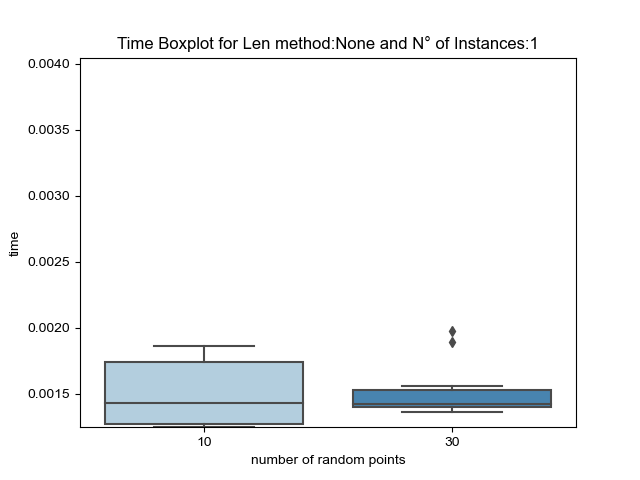 Time Boxplot for Len method:None and N° of Instances:1
0.0040
0.0035
0.0030
0.0025
0.0020
0.0015
time
10 30
number of random points